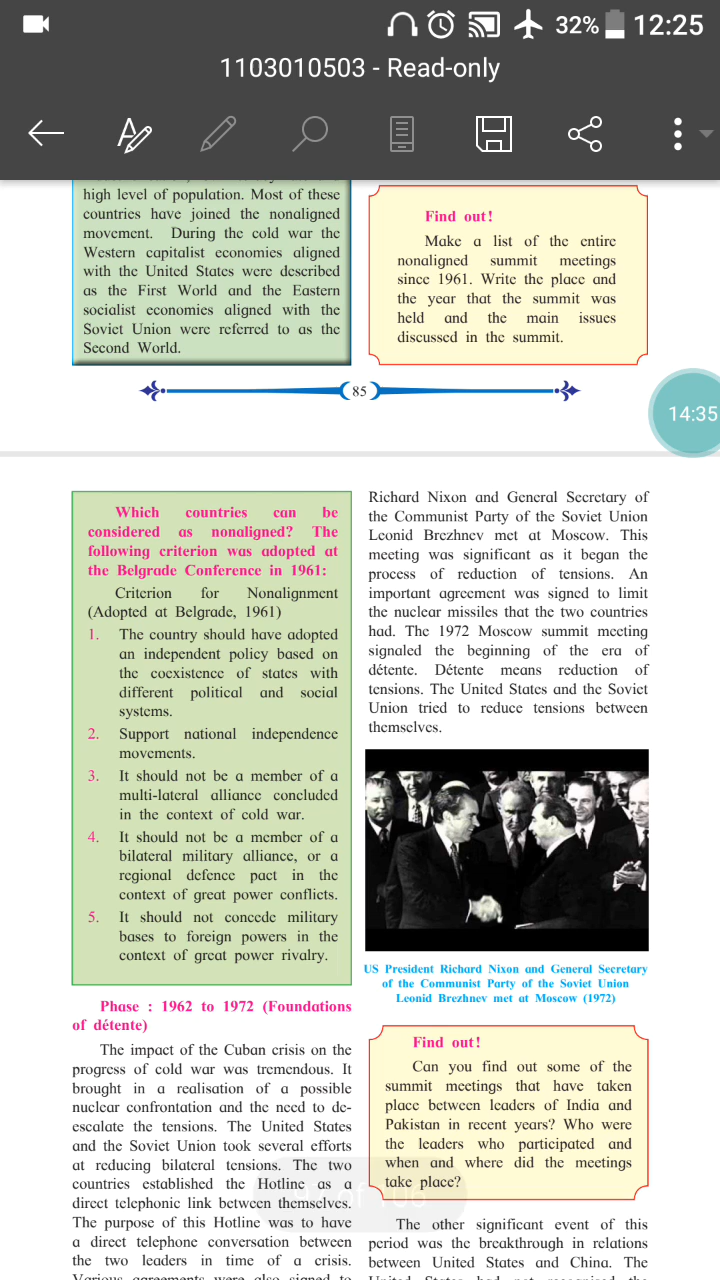 32% 12:25
1103010503 - Read-only
high level of population. Most of these
countries have joined the nonaligned
movement. During the cold war the
Western capitalist economies aligned
with the United States were described
as the First World and the Eastern
socialist economies aligned with the
Soviet Union were referred to as the
Second World.
Find out!
Make a list of the entire
nonaligned summit meetings
since 1961. Write the place and
the year that the summit was
held and the main issues
discussed in the summit.
85
14:35
Which countries can be
considered as nonaligned? The
following criterion was adopted at
the Belgrade Conference in 1961:
Criterion for Nonalignment
(Adopted at Belgrade, 1961)
1. The country should have adopted
an independent policy based on
the coexistence of states with
different political and social
systems.
2. Support national independence
movements.
3. It should not be a member of a
multi-lateral alliance concluded
in the context of cold war.
4. It should not be a member of a
bilateral military alliance, or a
regional defence pact in the
context of great power conflicts.
5. It should not concede military
bases to foreign powers in the
context of great power rivalry.
Phase : 1962 to 1972 (Foundations
of détente)
The impact of the Cuban crisis on the
progress of cold war was tremendous. It
brought in a realisation of a possible
nuclear confrontation and the need to de-
escalate the tensions. The United States
and the Soviet Union took several efforts
at reducing bilateral tensions. The two
countries established the Hotline as a
direct telephonic link between themselves.
The purpose of this Hotline was to have
a direct telephone conversation between
the two leaders in time of a crisis.
Various agreements were also signed to
Richard Nixon and General Secretary of
the Communist Party of the Soviet Union
Leonid Brezhnev met at Moscow. This
meeting was significant as it began the
process of reduction of tensions. An
important agreement was signed to limit
the nuclear missiles that the two countries
had. The 1972 Moscow summit meeting
signaled the beginning of the era of
détente. Détente means reduction of
tensions. The United States and the Soviet
Union tried to reduce tensions between
themselves.
US President Richard Nixon and General Secretary
of the Communist Party of the Soviet Union
Leonid Brezhnev met at Moscow (1972)
Find out!
Can you find out some of the
summit meetings that have taken
place between leaders of India and
Pakistan in recent years? Who were
the leaders who participated and
when and where did the meetings
take place?
The other significant event of this
period was the breakthrough in relations
between United States and China. The
United States had not recognised the